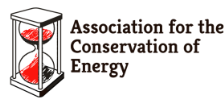 Association for the
Conservation of
Energy